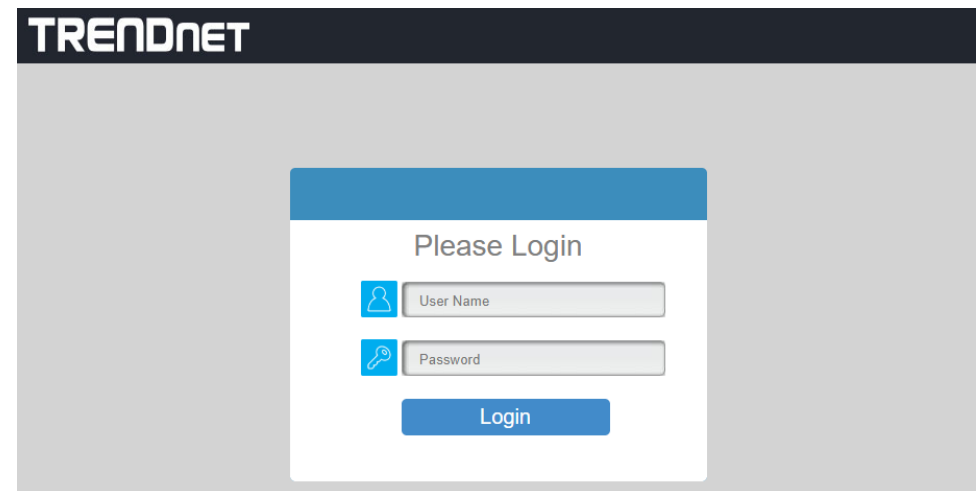 TRENDNET
Please Login
User Name
Password
Login